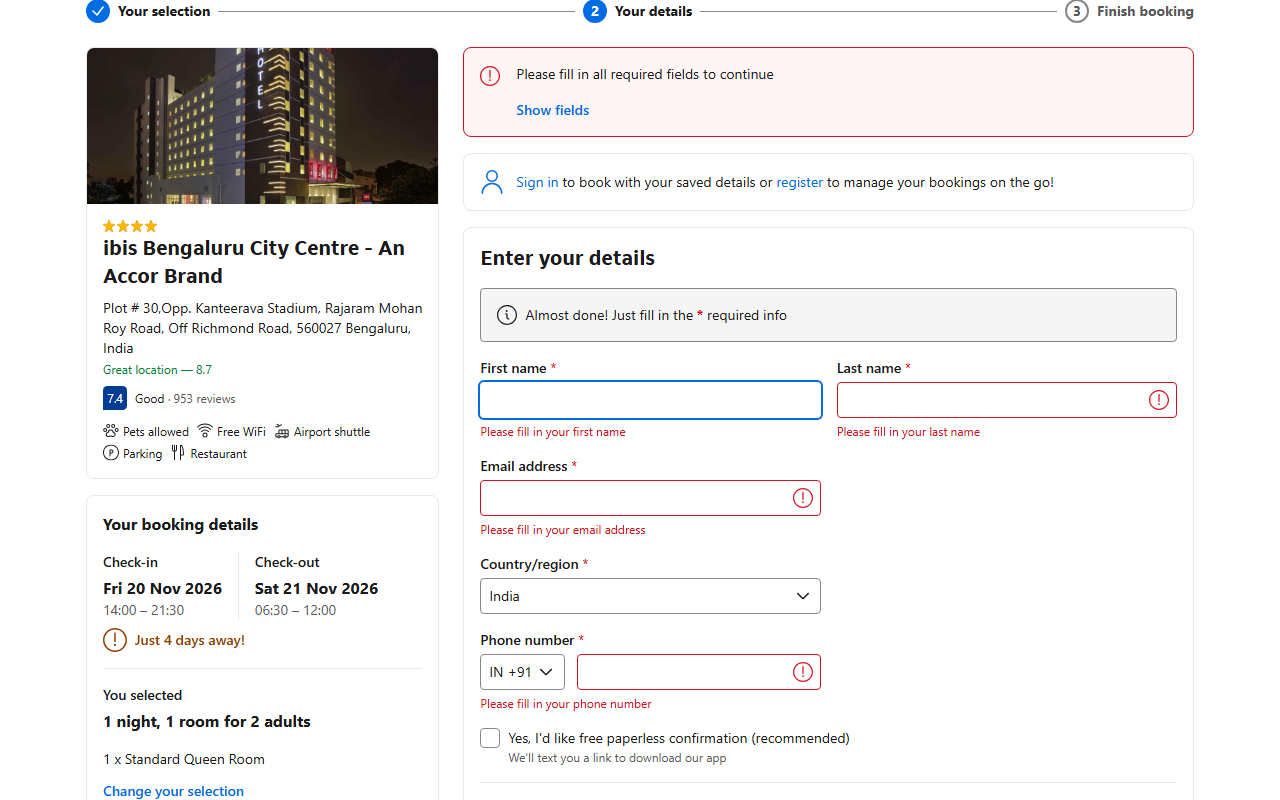 Your selection
2 Your details
3 Finish booking
HOTEL
ibis Bengaluru City Centre - An
Accor Brand
Plot # 30,Opp. Kanteerava Stadium, Rajaram Mohan
Roy Road, Off Richmond Road, 560027 Bengaluru,
India
Great location — 8.7
7.4 Good · 953 reviews
Pets allowed Free WiFi Airport shuttle
P Parking Restaurant
Your booking details
Check-in
Fri 20 Nov 2026
14:00 – 21:30
Check-out
Sat 21 Nov 2026
06:30 – 12:00
Just 4 days away!
You selected
1 night, 1 room for 2 adults
1 x Standard Queen Room
Change your selection
Please fill in all required fields to continue
Show fields
Sign in to book with your saved details or register to manage your bookings on the go!
Enter your details
Almost done! Just fill in the * required info
First name *
Please fill in your first name
Last name *
Please fill in your last name
Email address *
Please fill in your email address
Country/region *
India
Phone number *
IN +91
Please fill in your phone number
Yes, I'd like free paperless confirmation (recommended)
We'll text you a link to download our app